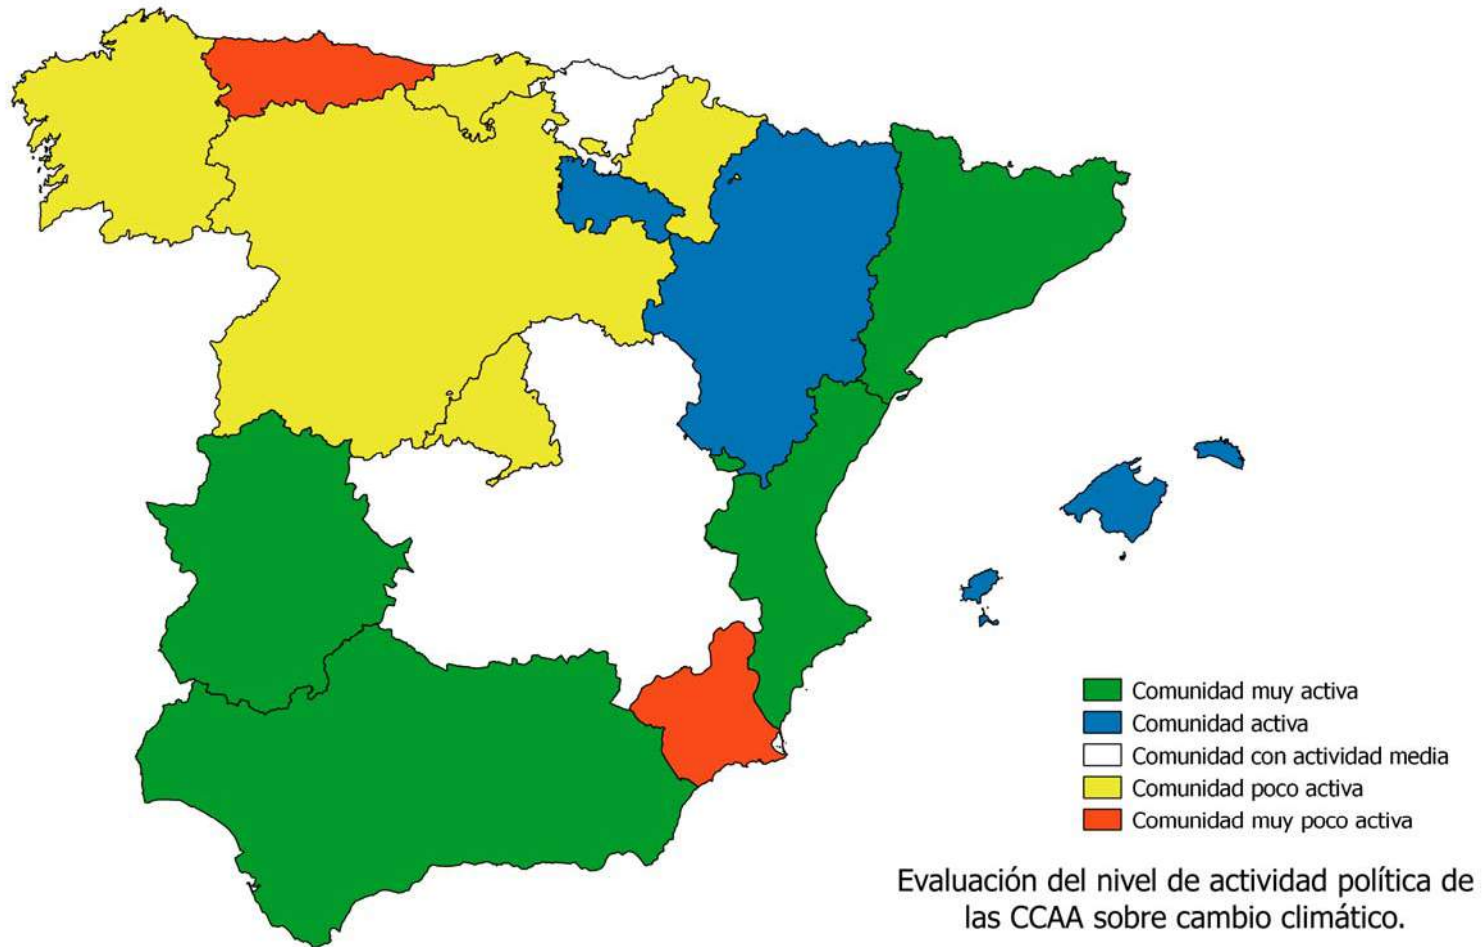 Comunidad muy activa
Comunidad activa
Comunidad con actividad media
Comunidad poco activa
Comunidad muy poco activa
Evaluación del nivel de actividad política de
las CCAA sobre cambio climático.